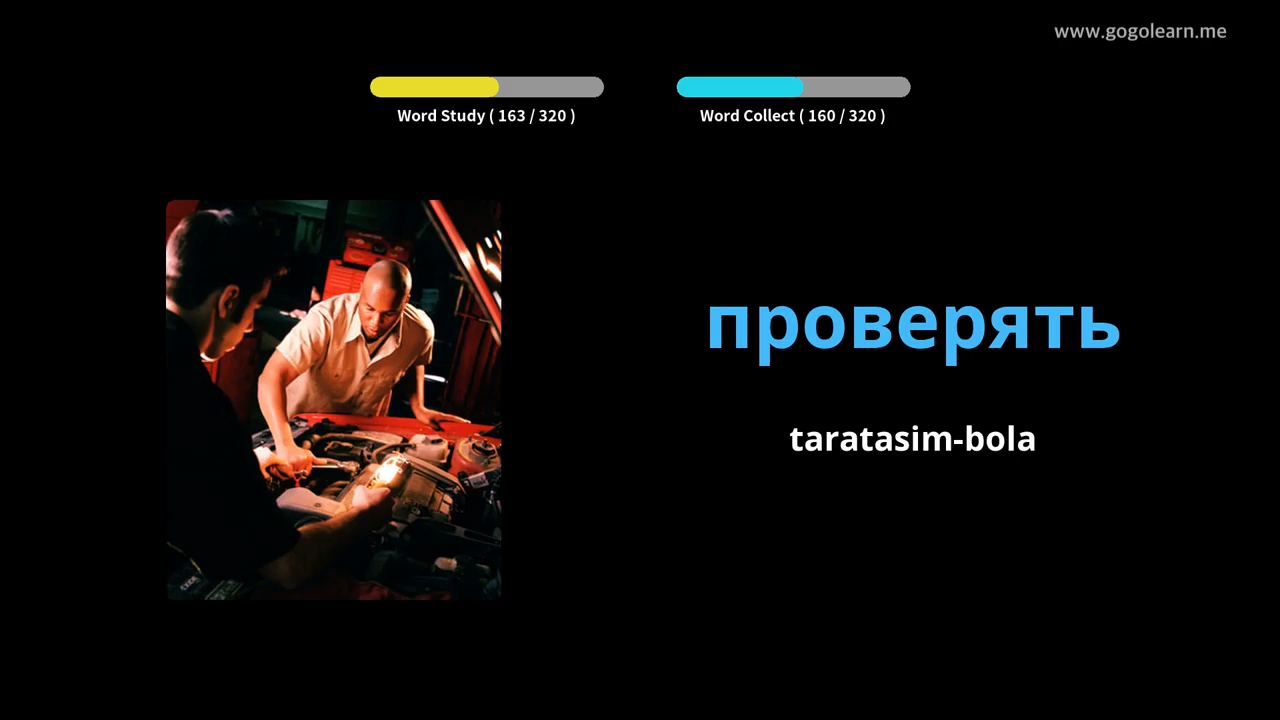 www.gogolearn.me
Word Study ( 163 / 320 )
Word Collect ( 160 / 320 )
проверять
taratasim-bola